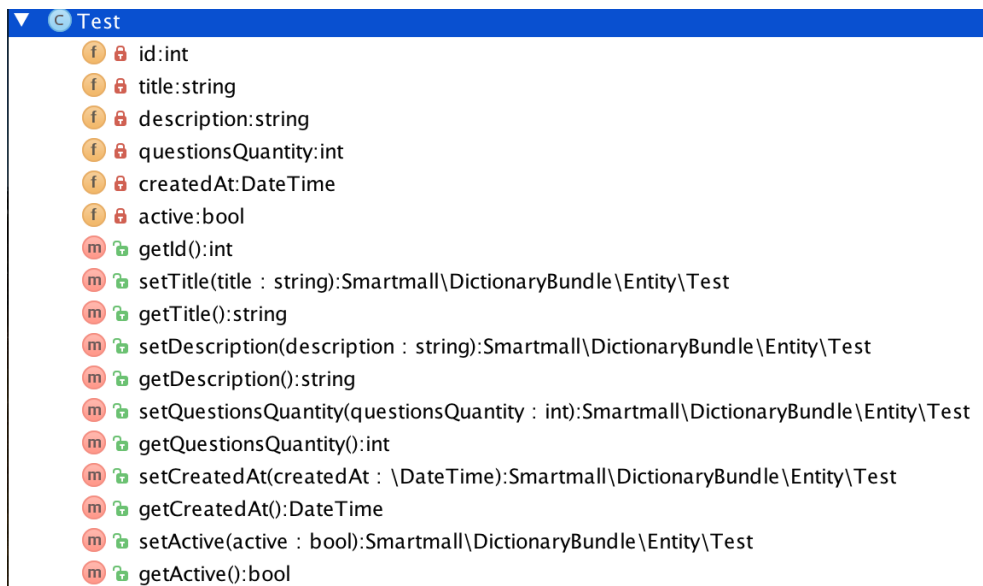 C Test
f id:int
f title:string
f description:string
f questionsQuantity:int
f createdAt:DateTime
f active:bool
m getId():int
m setTitle(title : string):Smartmall\DictionaryBundle\Entity\Test
m getTitle():string
m setDescription(description : string):Smartmall\DictionaryBundle\Entity\Test
m getDescription():string
m setQuestionsQuantity(questionsQuantity : int):Smartmall\DictionaryBundle\Entity\Test
m getQuestionsQuantity():int
m setCreatedAt(createdAt : \DateTime):Smartmall\DictionaryBundle\Entity\Test
m getCreatedAt():DateTime
m setActive(active : bool):Smartmall\DictionaryBundle\Entity\Test
m getActive():bool